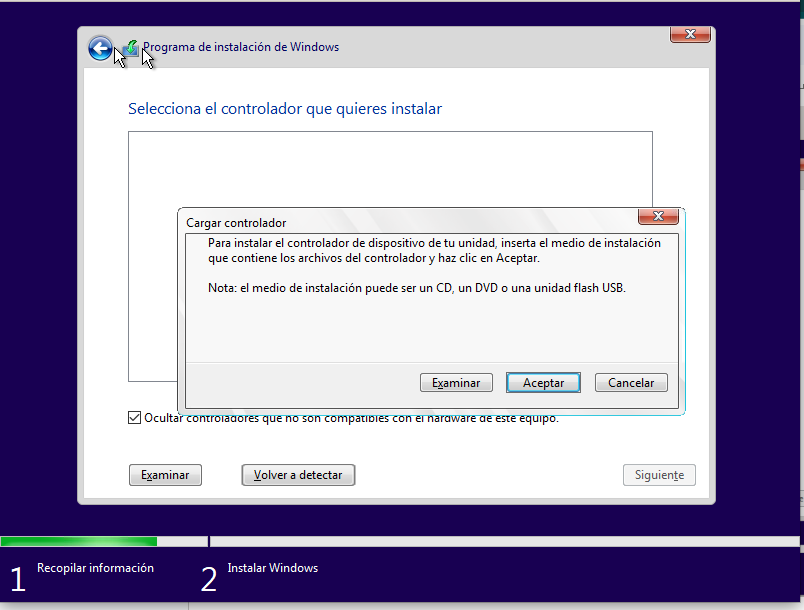 Programa de instalación de Windows
Selecciona el controlador que quieres instalar
Cargar controlador
Para instalar el controlador de dispositivo de tu unidad, inserta el medio de instalación
que contiene los archivos del controlador y haz clic en Aceptar.
Nota: el medio de instalación puede ser un CD, un DVD o una unidad flash USB.
Examinar
Aceptar
Cancelar
Ocultar controladores que no son compatibles con el hardware de este equipo.
Examinar
Volver a detectar
Siguiente
1 Recopilar información
2 Instalar Windows